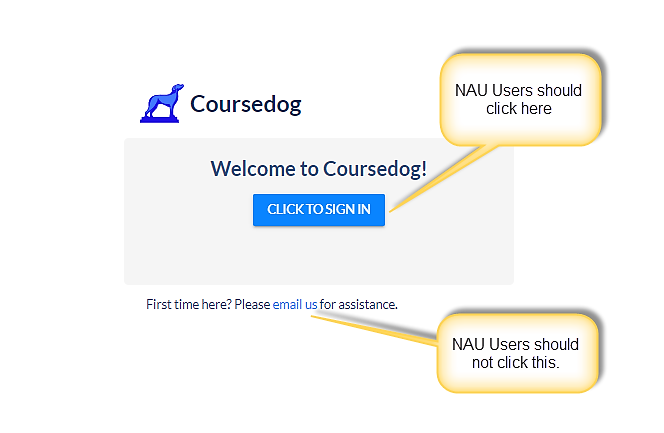 NAU Users should
click here
Coursedog
Welcome to Coursedog!
CLICK TO SIGN IN
First time here? Please email us for assistance.
NAU Users should
not click this.